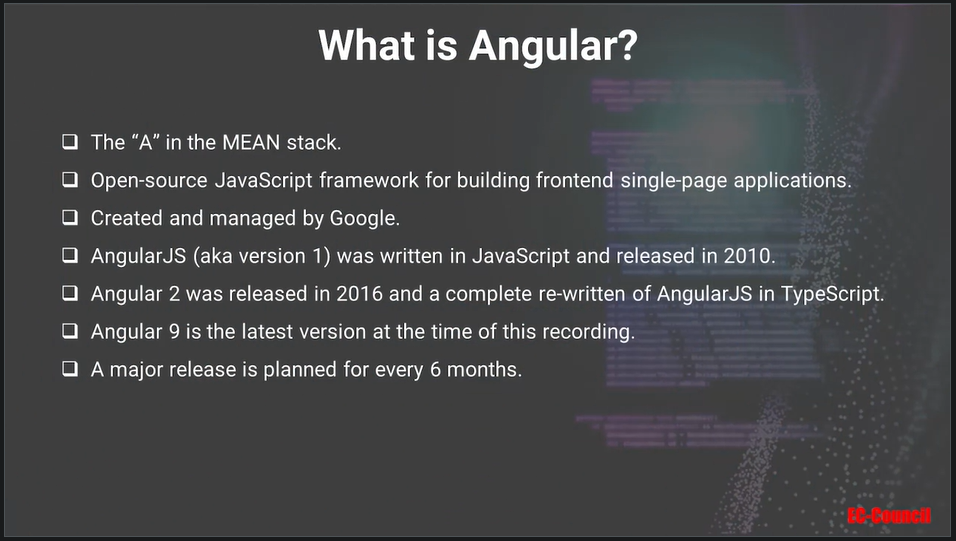 What is Angular?
❑ The “A” in the MEAN stack.
❑ Open-source JavaScript framework for building frontend single-page applications.
❑ Created and managed by Google.
❑ AngularJS (aka version 1) was written in JavaScript and released in 2010.
❑ Angular 2 was released in 2016 and a complete re-written of AngularJS in TypeScript.
❑ Angular 9 is the latest version at the time of this recording.
❑ A major release is planned for every 6 months.
EC-Council